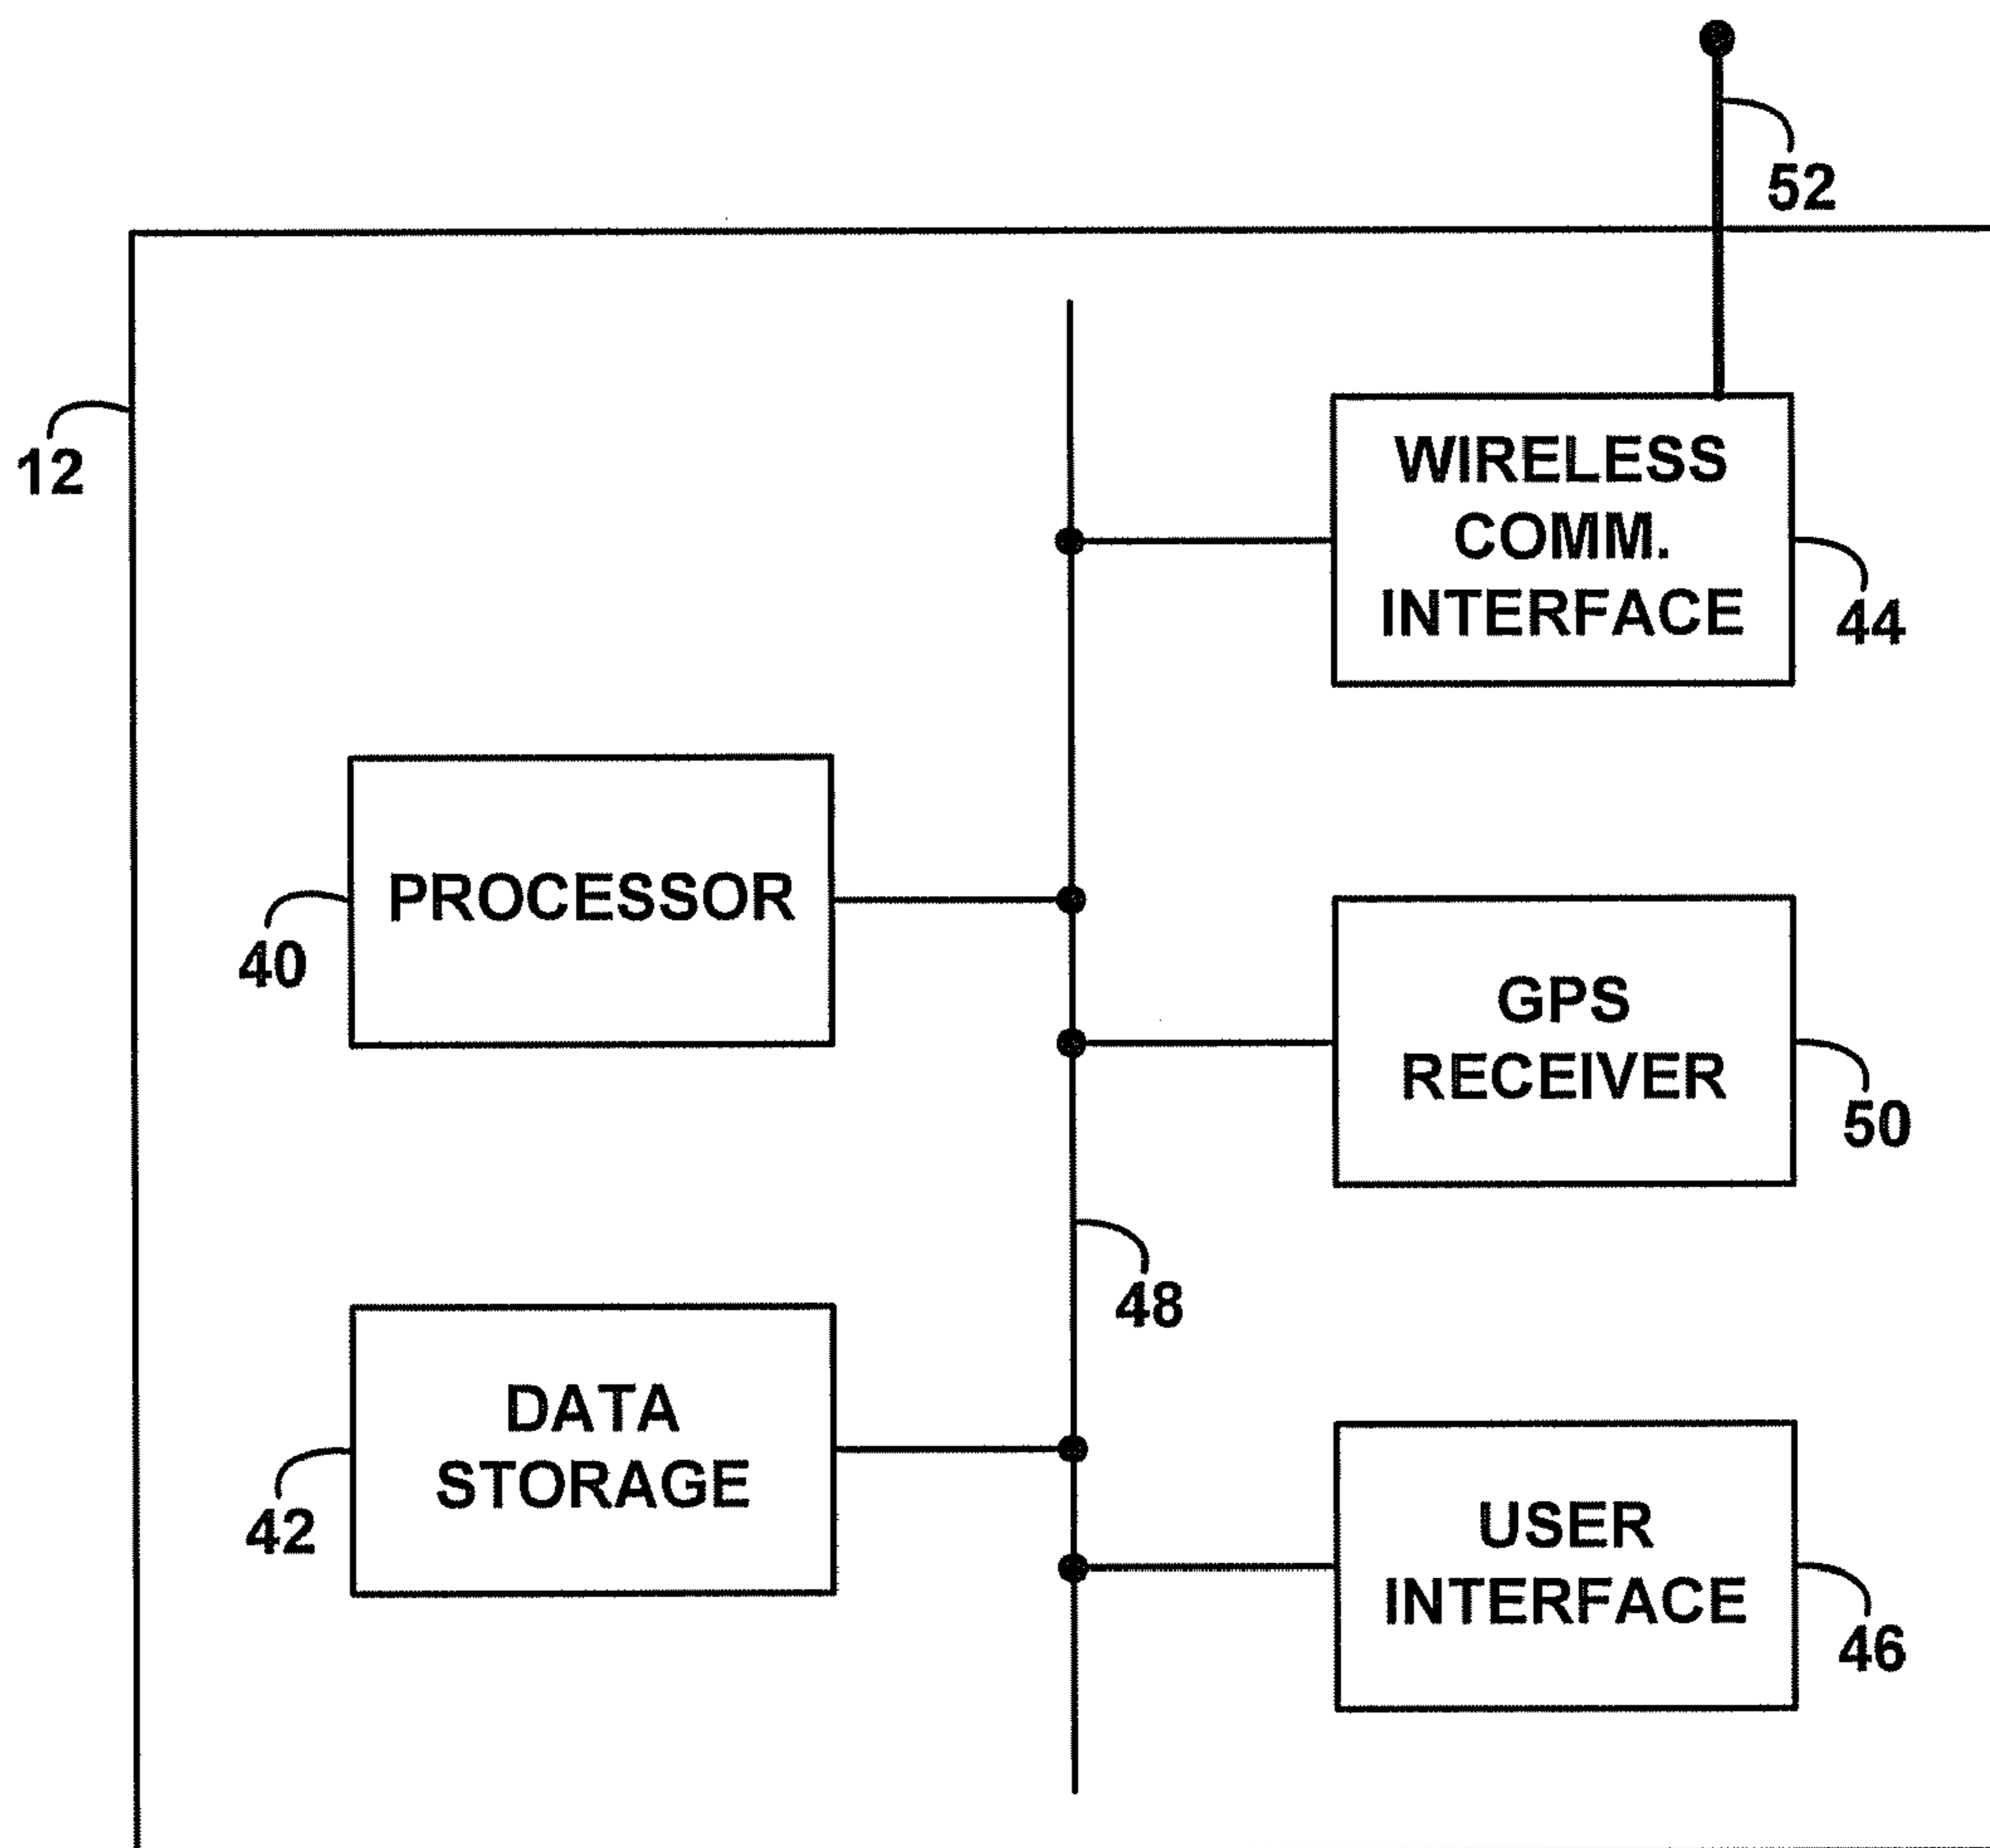 52
12
WIRELESS
COMM.
INTERFACE
44
PROCESSOR
40
GPS
RECEIVER
50
48
DATA
STORAGE
42
USER
INTERFACE
46